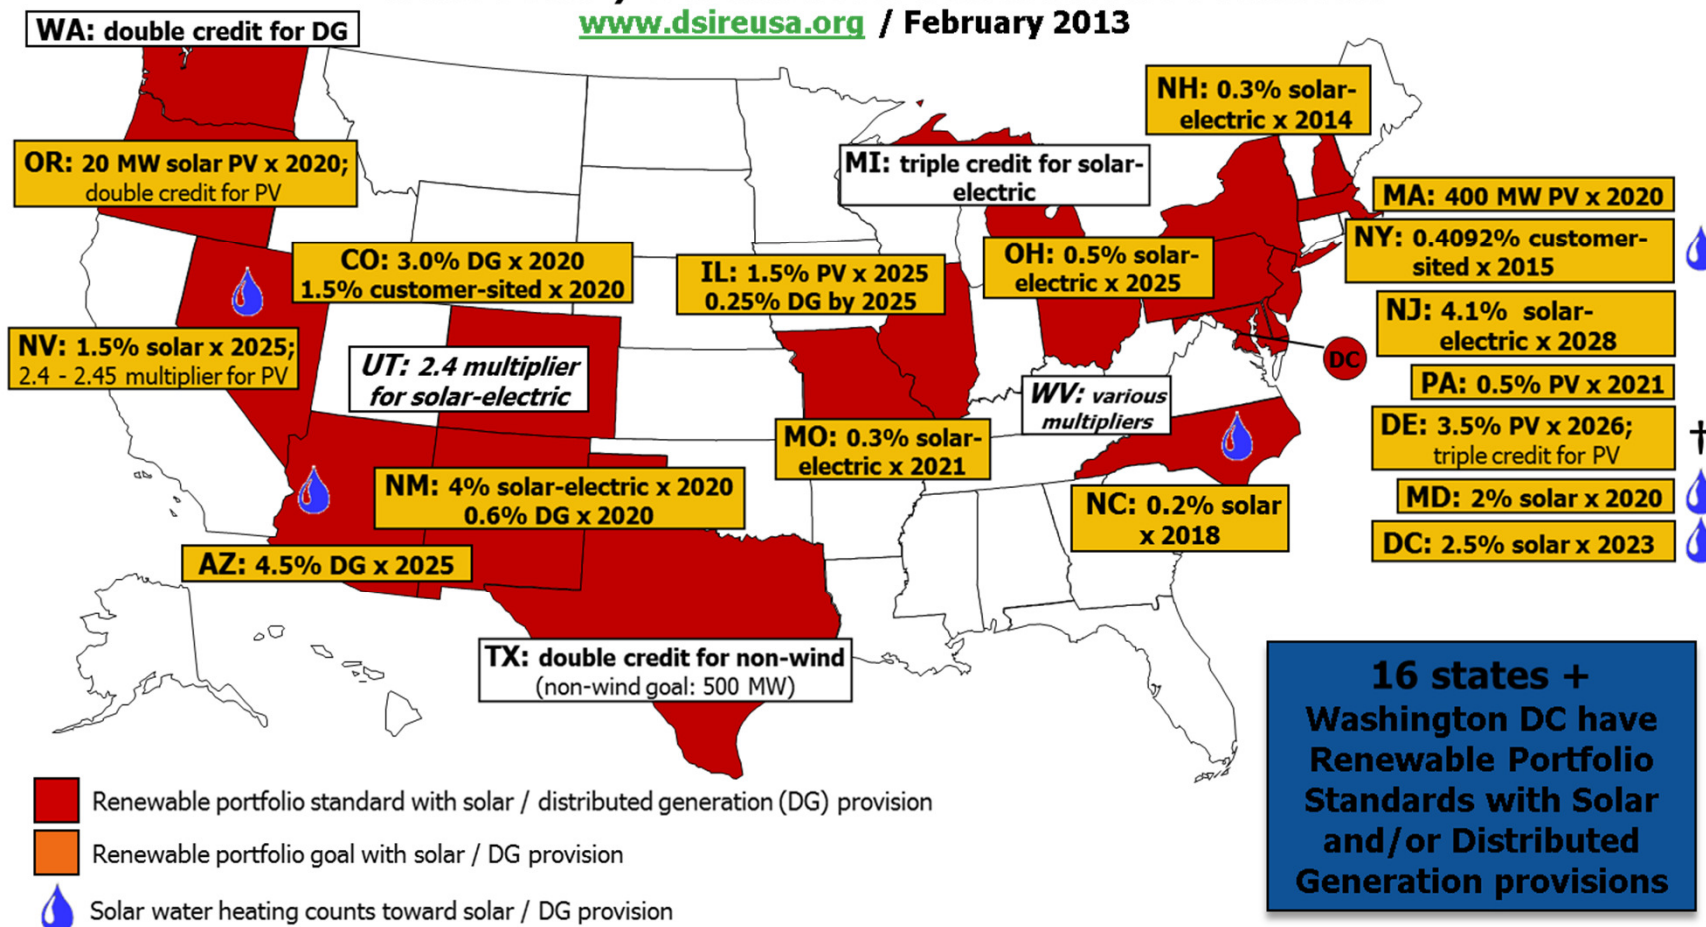 www.dsireusa.org / February 2013
WA: double credit for DG
NH: 0.3% solar-
electric x 2014
OR: 20 MW solar PV x 2020;
double credit for PV
MI: triple credit for solar-
electric
MA: 400 MW PV x 2020
NY: 0.4092% customer-
sited x 2015
CO: 3.0% DG x 2020
1.5% customer-sited x 2020
IL: 1.5% PV x 2025
0.25% DG by 2025
OH: 0.5% solar-
electric x 2025
NJ: 4.1% solar-
electric x 2028
NV: 1.5% solar x 2025;
2.4 - 2.45 multiplier for PV
UT: 2.4 multiplier
for solar-electric
DC
PA: 0.5% PV x 2021
WV: various
multipliers
DE: 3.5% PV x 2026;
triple credit for PV
†
MO: 0.3% solar-
electric x 2021
NM: 4% solar-electric x 2020
0.6% DG x 2020
NC: 0.2% solar
x 2018
MD: 2% solar x 2020
DC: 2.5% solar x 2023
AZ: 4.5% DG x 2025
TX: double credit for non-wind
(non-wind goal: 500 MW)
16 states +
Washington DC have
Renewable Portfolio
Standards with Solar
and/or Distributed
Generation provisions
Renewable portfolio standard with solar / distributed generation (DG) provision
Renewable portfolio goal with solar / DG provision
Solar water heating counts toward solar / DG provision